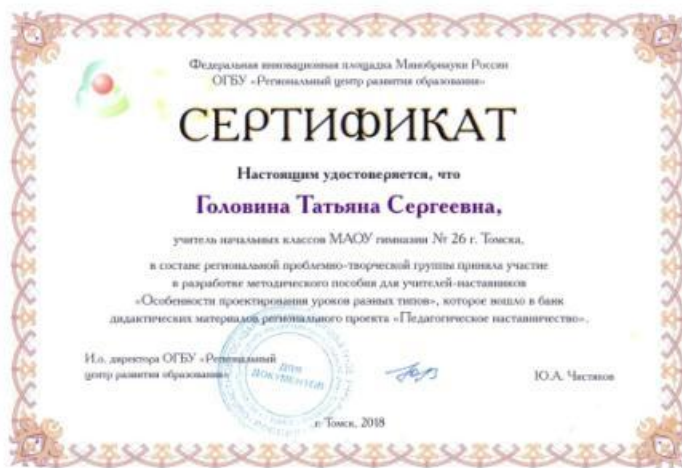 Федеральная инновационная площадка Минобрнауки России
ОГБУ «Региональный центр развития образования»
СЕРТИФИКАТ
Настоящим удостоверяется, что
Головина Татьяна Сергеевна,
учитель начальных классов МАОУ гимназии № 26 г. Томска,
в составе региональной проблемно-творческой группы приняла участие
в разработке методического пособия для учителей-наставников
«Особенности проектирования уроков разных типов», которое вошло в банк
дидактических материалов регионального проекта «Педагогическое наставничество».
И.о. директора ОГБУ «Региональный
центр развития образования»
ДЛЯ
ДОКУМЕНТОВ
Ю.А. Чистяков
г. Томск, 2018